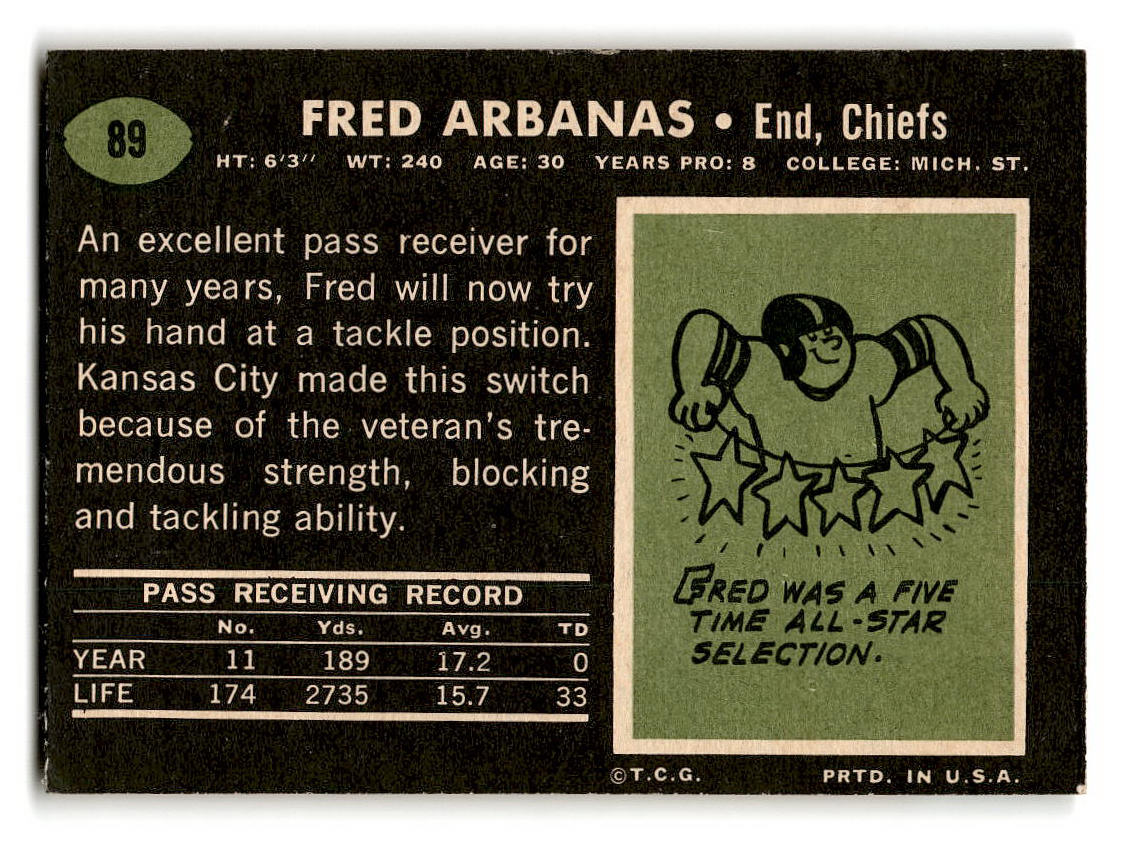 89
FRED ARBANAS • End, Chiefs
HT: 6'3" WT: 240 AGE: 30 YEARS PRO: 8 COLLEGE: MICH. ST.
An excellent pass receiver for
many years, Fred will now try
his hand at a tackle position.
Kansas City made this switch
because of the veteran's tre-
mendous strength, blocking
and tackling ability.
PASS RECEIVING RECORD
No. Yds. Avg. TD
YEAR 11 189 17.2 0
LIFE 174 2735 15.7 33
FRED WAS A FIVE
TIME ALL-STAR
SELECTION.
©T.C.G. PRTD. IN U.S.A.